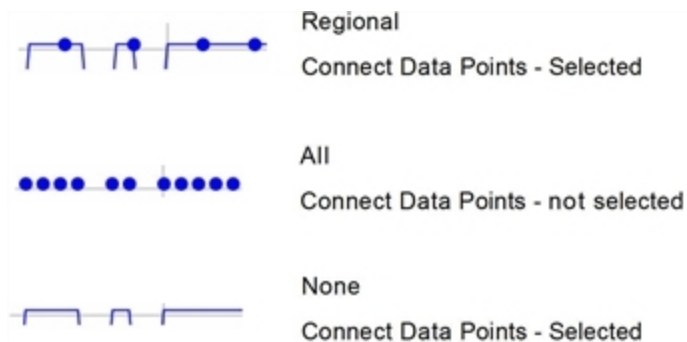 Regional
Connect Data Points - Selected
All
Connect Data Points - not selected
None
Connect Data Points - Selected